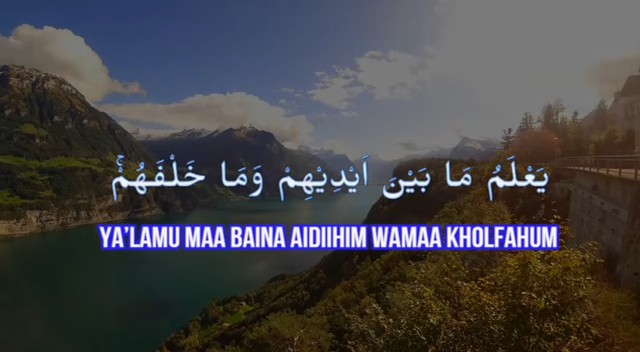 يَعْلَمُ مَا بَيْنَ اَيْدِيْهِمْ وَمَا خَلْفَهُمْۚ
YA'LAMU MAA BAINA AIDIIHIM WAMAA KHOLFAHUM